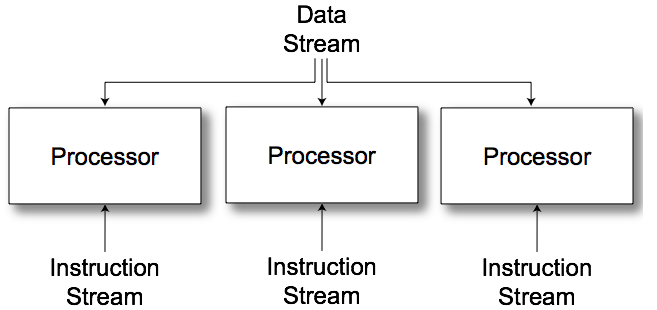 Data
Stream
Processor
Processor
Processor
Instruction
Stream
Instruction
Stream
Instruction
Stream